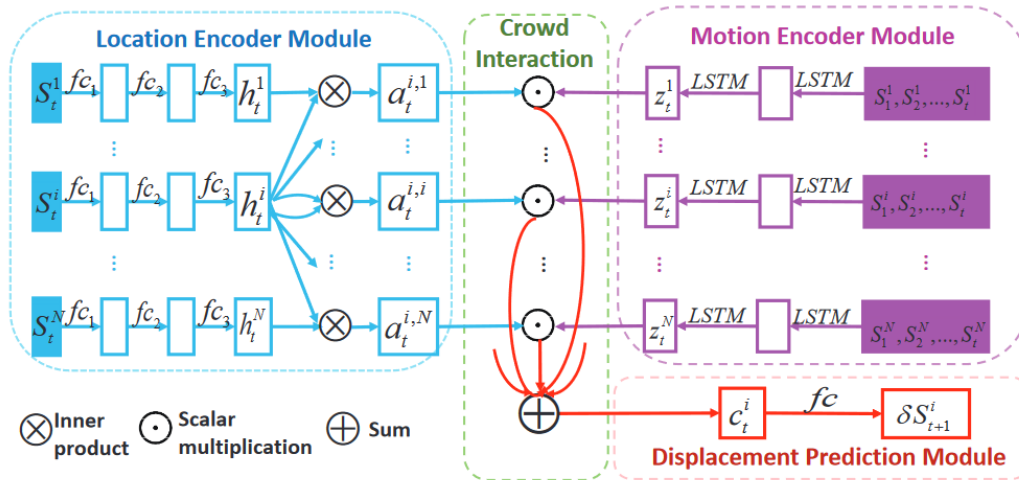 Location Encoder Module
Crowd
Interaction
Motion Encoder Module
S_t^1 fc_1 fc_2 fc_3 h_t^1 a_t^{i,1} z_t^1 LSTM LSTM S_1^1, S_2^1, ..., S_t^1
... ... ... ...
S_t^i fc_1 fc_2 fc_3 h_t^i a_t^{i,i} z_t^i LSTM LSTM S_1^i, S_2^i, ..., S_t^i
... ... ... ...
S_t^N fc_1 fc_2 fc_3 h_t^N a_t^{i,N} z_t^N LSTM LSTM S_1^N, S_2^N, ..., S_t^N
Inner
product
Scalar
multiplication
Sum
c_t^i fc δS_{t+1}^i
Displacement Prediction Module